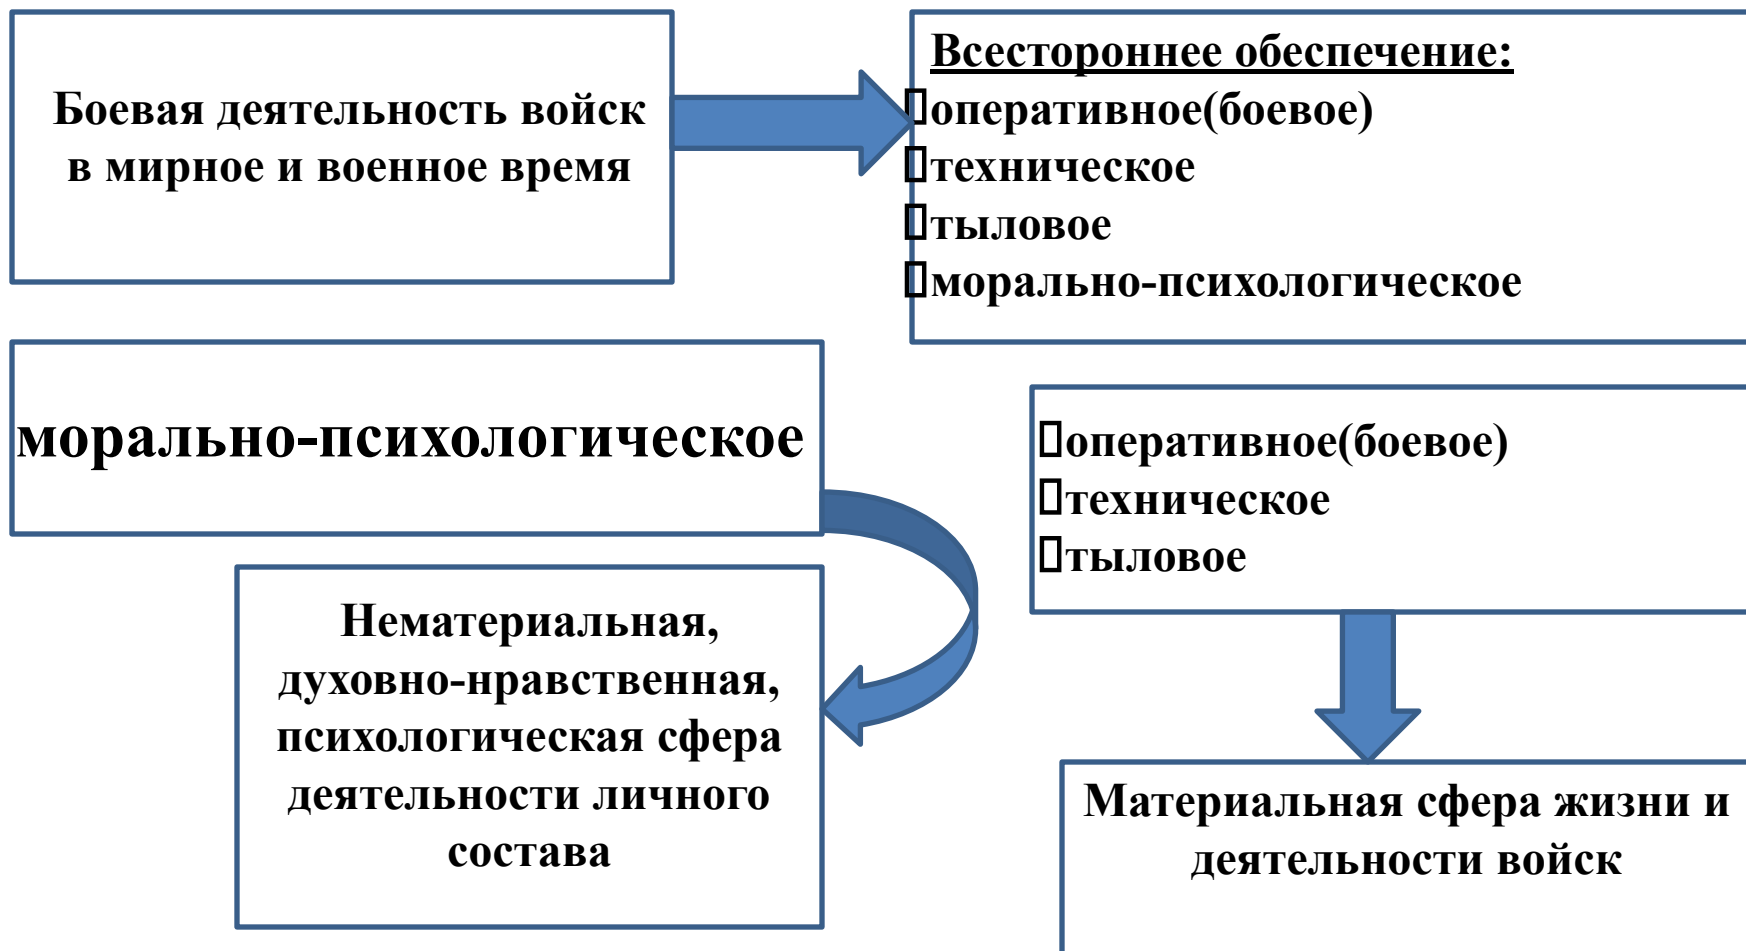 Боевая деятельность войск
в мирное и военное время
Всестороннее обеспечение:
оперативное(боевое)
техническое
тыловое
морально-психологическое
морально-психологическое
оперативное(боевое)
техническое
тыловое
Нематериальная,
духовно-нравственная,
психологическая сфера
деятельности личного
состава
Материальная сфера жизни и
деятельности войск